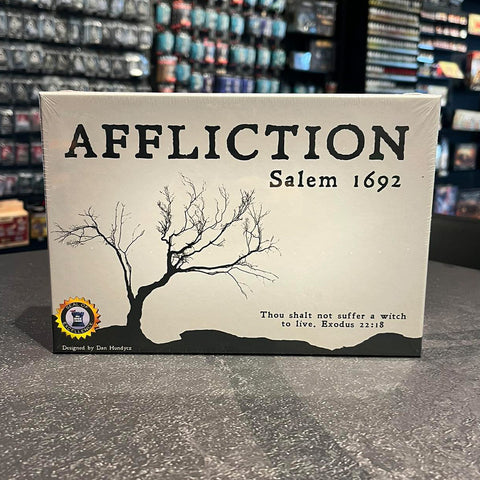 AFFLICTION
Salem 1692
Thou shalt not suffer a witch
to live. Exodus 22:18
Designed by Dan Hundycz